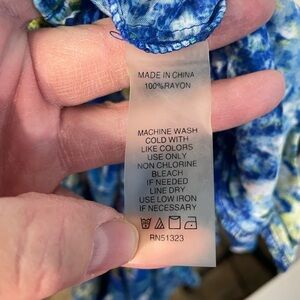 MADE IN CHINA
100%RAYON
MACHINE WASH
COLD WITH
LIKE COLORS
USE ONLY
NON CHLORINE
BLEACH
IF NEEDED
LINE DRY
USE LOW IRON
IF NECESSARY
RN51323